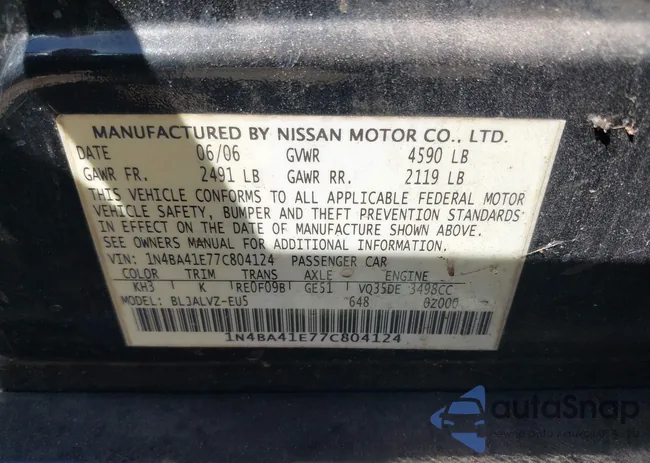 MANUFACTURED BY NISSAN MOTOR CO., LTD.
DATE 06/06 GVWR 4590 LB
GAWR FR. 2491 LB GAWR RR. 2119 LB
THIS VEHICLE CONFORMS TO ALL APPLICABLE FEDERAL MOTOR
VEHICLE SAFETY, BUMPER AND THEFT PREVENTION STANDARDS
IN EFFECT ON THE DATE OF MANUFACTURE SHOWN ABOVE.
SEE OWNERS MANUAL FOR ADDITIONAL INFORMATION.
VIN: 1N4BA41E77C804124 PASSENGER CAR
COLOR TRIM TRANS AXLE ENGINE
KH3 K RE0F09B GE51 VQ35DE 3498CC
MODEL: BLJALVZ-EU5 648 0Z000
1N4BA41E77C804124
autaSnap